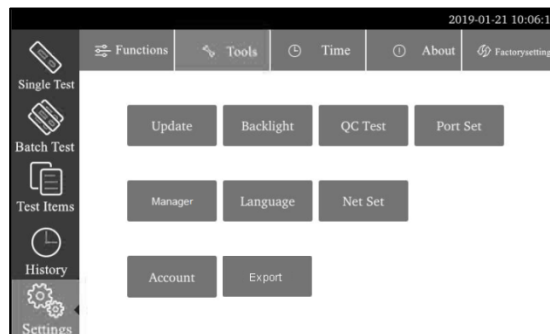 2019-01-21 10:06:1
Functions Tools Time About Factorysetting
Single Test
Batch Test
Test Items
History
Settings
Update Backlight QC Test Port Set
Manager Language Net Set
Account Export